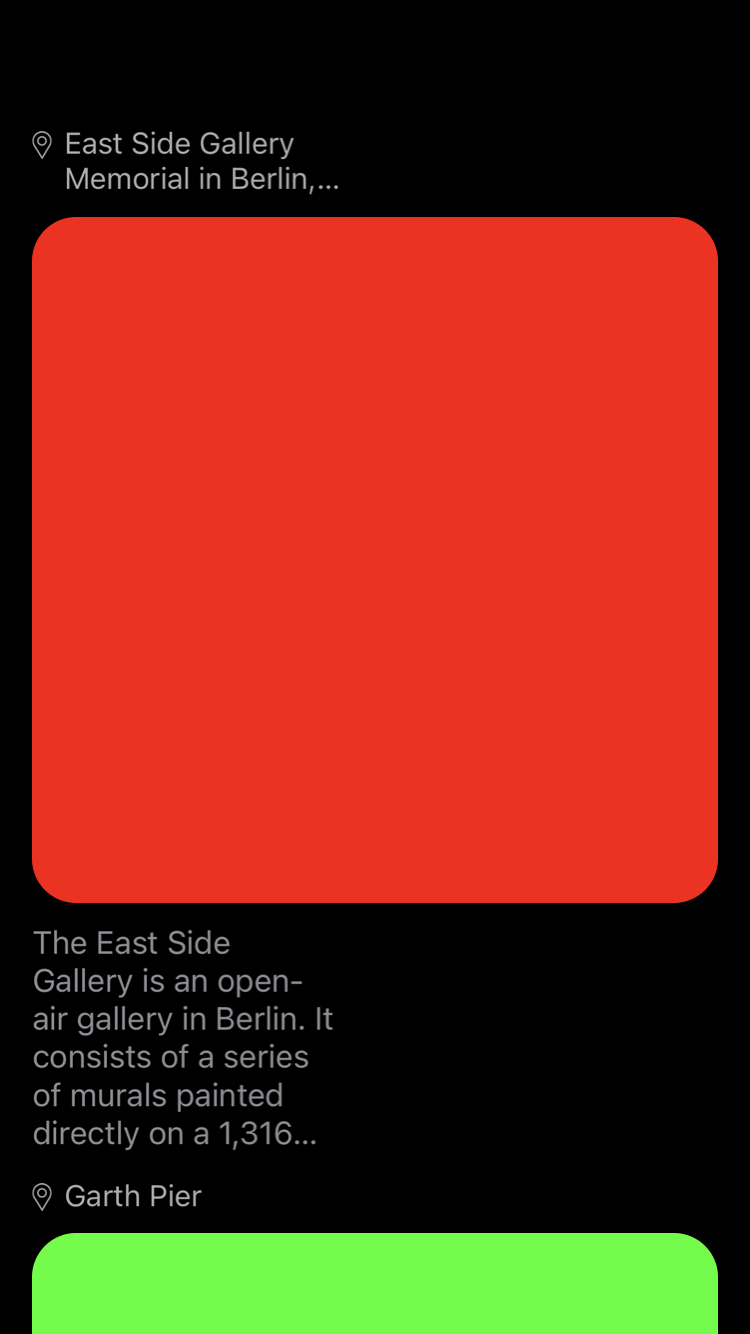 East Side Gallery
Memorial in Berlin,...
The East Side
Gallery is an open-
air gallery in Berlin. It
consists of a series
of murals painted
directly on a 1,316...
Garth Pier